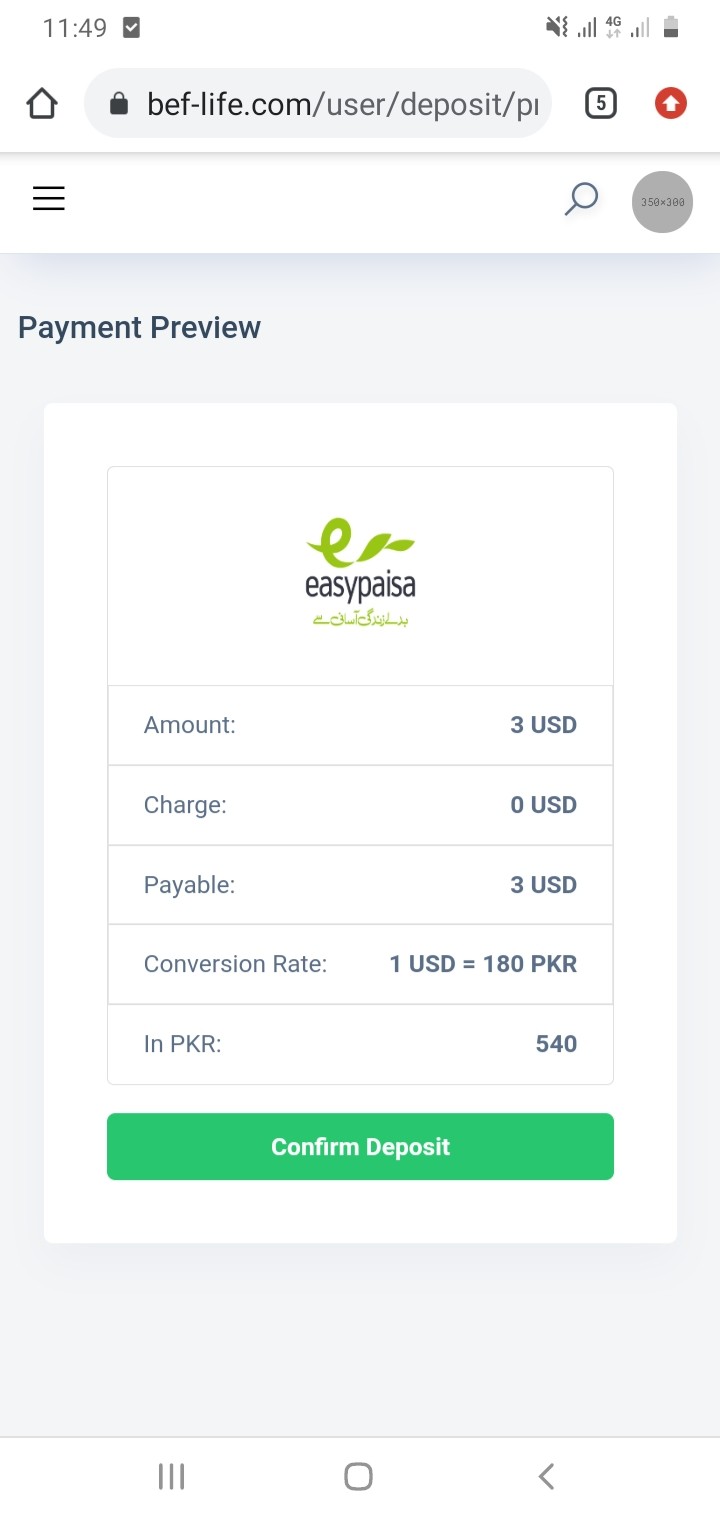 11:49
4G
bef-life.com/user/deposit/pr
5
350×300
Payment Preview
easypaisa
بدلے زندگی آسانی سے
Amount: 3 USD
Charge: 0 USD
Payable: 3 USD
Conversion Rate: 1 USD = 180 PKR
In PKR: 540
Confirm Deposit